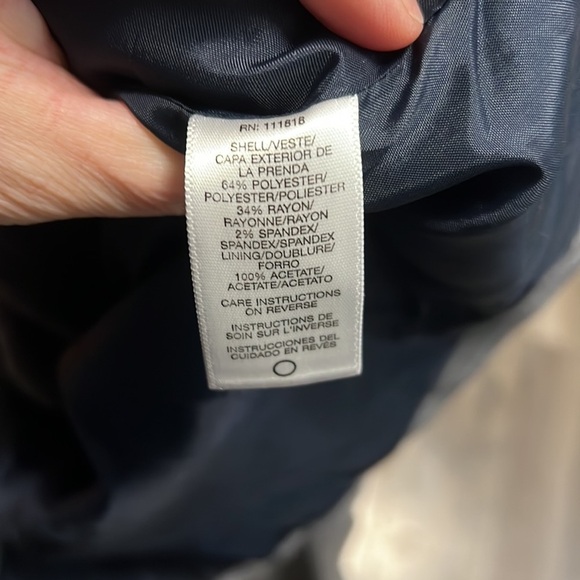 RN: 111818
SHELL/VESTE/
CAPA EXTERIOR DE
LA PRENDA
64% POLYESTER/
POLYESTER/POLIESTER
34% RAYON/
RAYONNE/RAYON
2% SPANDEX/
SPANDEX/SPANDEX
LINING/DOUBLURE/
FORRO
100% ACETATE/
ACETATE/ACETATO
CARE INSTRUCTIONS
ON REVERSE
INSTRUCTIONS DE
SOIN SUR L'INVERSE
INSTRUCCIONES DEL
CUIDADO EN REVES